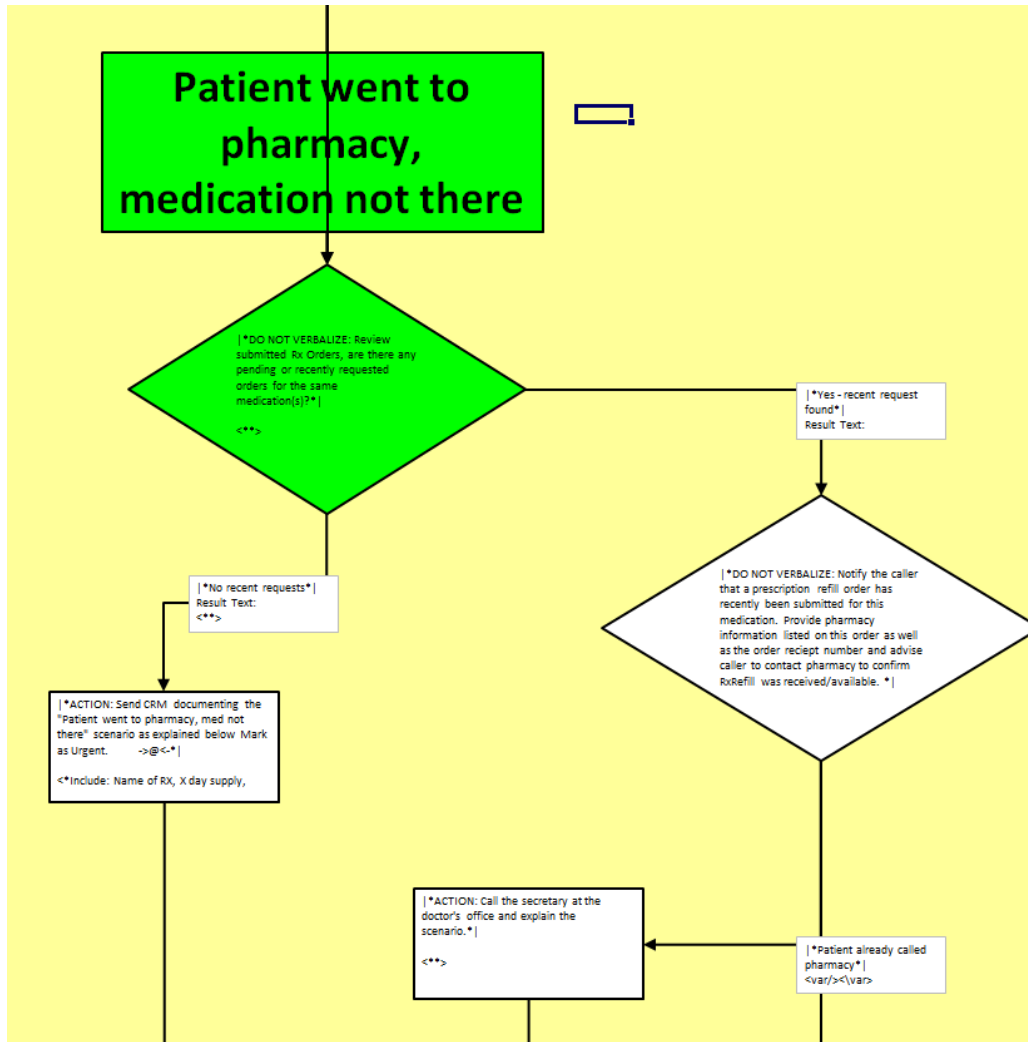 Patient went to
pharmacy,
medication not there
|*DO NOT VERBALIZE: Review
submitted Rx Orders, are there any
pending or recently requested
orders for the same
medication(s)?*|
<**>
|*Yes - recent request
found*|
Result Text:
|*No recent requests*|
Result Text:
<**>
|*DO NOT VERBALIZE: Notify the caller
that a prescription refill order has
recently been submitted for this
medication. Provide pharmacy
information listed on this order as well
as the order reciept number and advise
caller to contact pharmacy to confirm
RxRefill was received/available. *|
|*ACTION: Send CRM documenting the
"Patient went to pharmacy, med not
there" scenario as explained below Mark
as Urgent. ->@<-*|
<*Include: Name of RX, X day supply,
|*ACTION: Call the secretary at the
doctor's office and explain the
scenario.*|
<**>
|*Patient already called
pharmacy*|
<var/><\var>